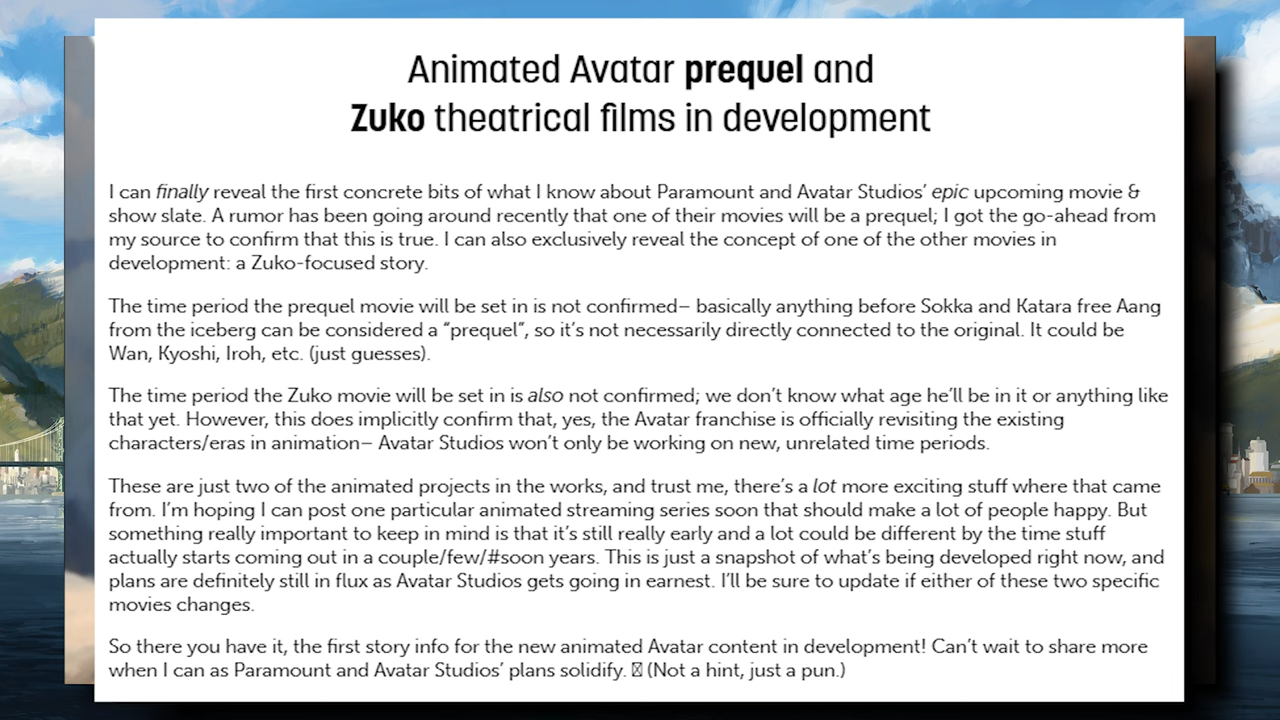 Animated Avatar prequel and
Zuko theatrical films in development
I can finally reveal the first concrete bits of what I know about Paramount and Avatar Studios’ epic upcoming movie &
show slate. A rumor has been going around recently that one of their movies will be a prequel; I got the go-ahead from
my source to confirm that this is true. I can also exclusively reveal the concept of one of the other movies in
development: a Zuko-focused story.
The time period the prequel movie will be set in is not confirmed– basically anything before Sokka and Katara free Aang
from the iceberg can be considered a “prequel”, so it’s not necessarily directly connected to the original. It could be
Wan, Kyoshi, Iroh, etc. (just guesses).
The time period the Zuko movie will be set in is also not confirmed; we don’t know what age he’ll be in it or anything like
that yet. However, this does implicitly confirm that, yes, the Avatar franchise is officially revisiting the existing
characters/eras in animation– Avatar Studios won’t only be working on new, unrelated time periods.
These are just two of the animated projects in the works, and trust me, there’s a lot more exciting stuff where that came
from. I’m hoping I can post one particular animated streaming series soon that should make a lot of people happy. But
something really important to keep in mind is that it’s still really early and a lot could be different by the time stuff
actually starts coming out in a couple/few/#soon years. This is just a snapshot of what’s being developed right now, and
plans are definitely still in flux as Avatar Studios gets going in earnest. I’ll be sure to update if either of these two specific
movies changes.
So there you have it, the first story info for the new animated Avatar content in development! Can’t wait to share more
when I can as Paramount and Avatar Studios’ plans solidify. (Not a hint, just a pun.)